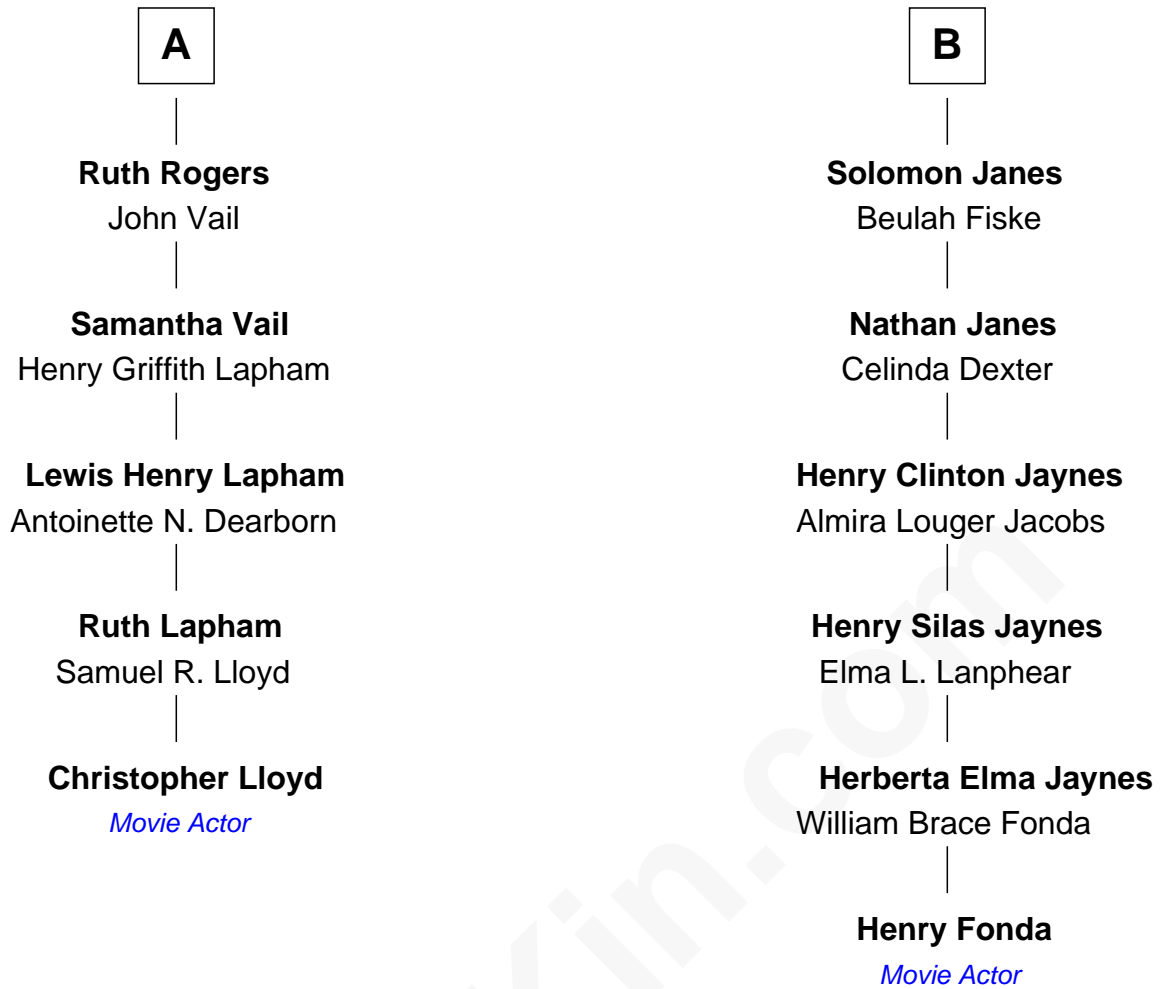 A
Ruth Rogers
John Vail
Samantha Vail
Henry Griffith Lapham
Lewis Henry Lapham
Antoinette N. Dearborn
Ruth Lapham
Samuel R. Lloyd
Christopher Lloyd
Movie Actor
B
Solomon Janes
Beulah Fiske
Nathan Janes
Celinda Dexter
Henry Clinton Jaynes
Almira Louger Jacobs
Henry Silas Jaynes
Elma L. Lanphear
Herberta Elma Jaynes
William Brace Fonda
Henry Fonda
Movie Actor
Kin.com